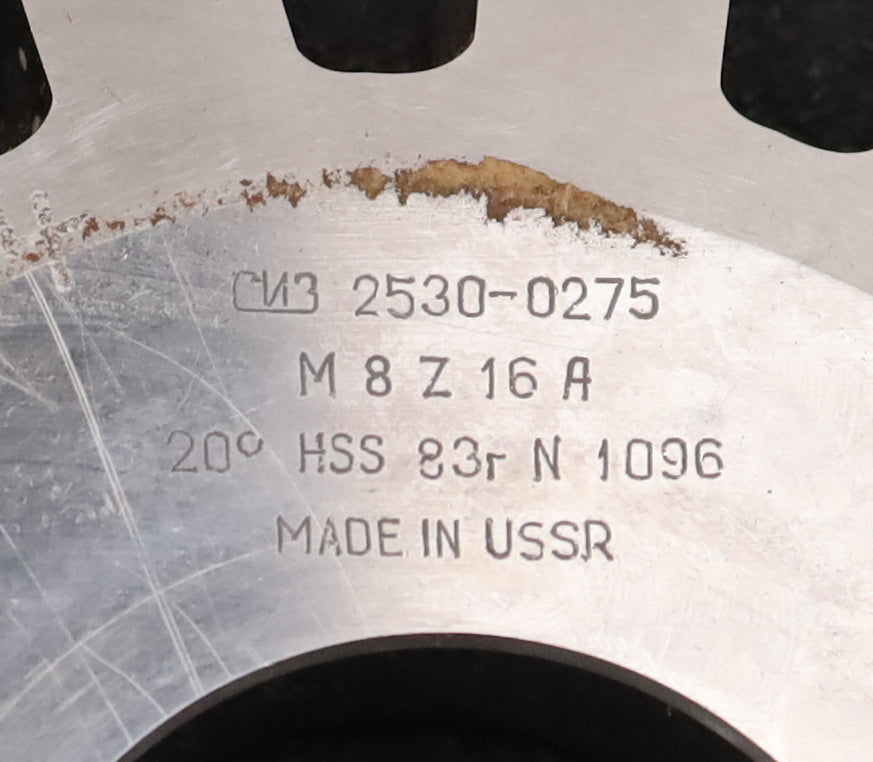 СИЗ 2530-0275
M 8 Z 16 A
20° HSS 83г N 1096
MADE IN USSR